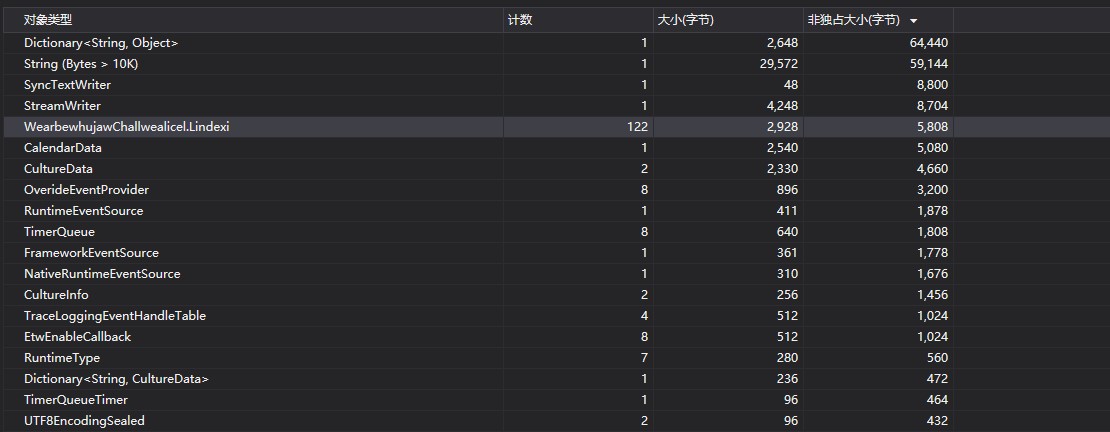 对象类型 计数 大小(字节) 非独占大小(字节)
Dictionary<String, Object> 1 2,648 64,440
String (Bytes > 10K) 1 29,572 59,144
SyncTextWriter 1 48 8,800
StreamWriter 1 4,248 8,704
WearbewhujawChallwealicel.Lindexi 122 2,928 5,808
CalendarData 1 2,540 5,080
CultureData 2 2,330 4,660
OverideEventProvider 8 896 3,200
RuntimeEventSource 1 411 1,878
TimerQueue 8 640 1,808
FrameworkEventSource 1 361 1,778
NativeRuntimeEventSource 1 310 1,676
CultureInfo 2 256 1,456
TraceLoggingEventHandleTable 4 512 1,024
EtwEnableCallback 8 512 1,024
RuntimeType 7 280 560
Dictionary<String, CultureData> 1 236 472
TimerQueueTimer 1 96 464
UTF8EncodingSealed 2 96 432